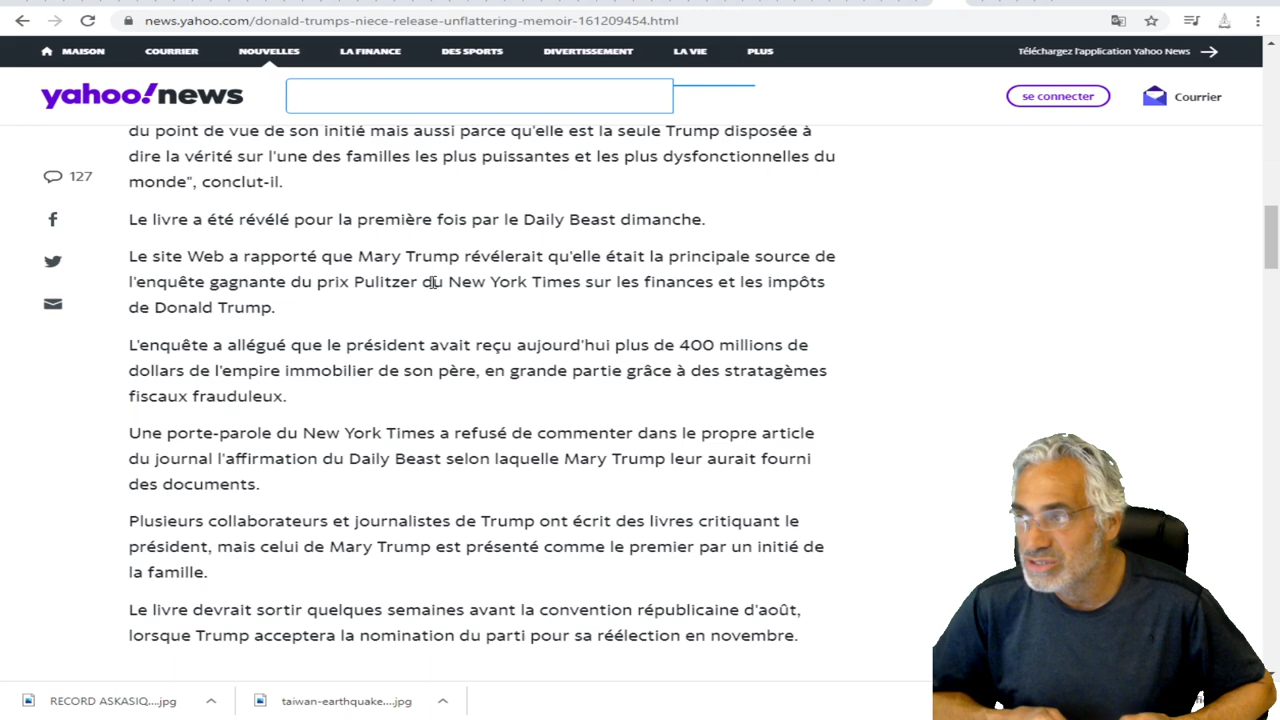 news.yahoo.com/donald-trumps-niece-release-unflattering-memoir-161209454.html
MAISON COURRIER NOUVELLES LA FINANCE DES SPORTS DIVERTISSEMENT LA VIE PLUS Téléchargez l'application Yahoo News
yahoo!news se connecter Courrier
du point de vue de son initié mais aussi parce qu'elle est la seule Trump disposée à
dire la vérité sur l'une des familles les plus puissantes et les plus dysfonctionnelles du
monde", conclut-il.
127
Le livre a été révélé pour la première fois par le Daily Beast dimanche.
Le site Web a rapporté que Mary Trump révélerait qu'elle était la principale source de
l'enquête gagnante du prix Pulitzer du New York Times sur les finances et les impôts
de Donald Trump.
L'enquête a allégué que le président avait reçu aujourd'hui plus de 400 millions de
dollars de l'empire immobilier de son père, en grande partie grâce à des stratagèmes
fiscaux frauduleux.
Une porte-parole du New York Times a refusé de commenter dans le propre article
du journal l'affirmation du Daily Beast selon laquelle Mary Trump leur aurait fourni
des documents.
Plusieurs collaborateurs et journalistes de Trump ont écrit des livres critiquant le
président, mais celui de Mary Trump est présenté comme le premier par un initié de
la famille.
Le livre devrait sortir quelques semaines avant la convention républicaine d'août,
lorsque Trump acceptera la nomination du parti pour sa réélection en novembre.
RECORD ASKASIQ....jpg taiwan-earthquake....jpg